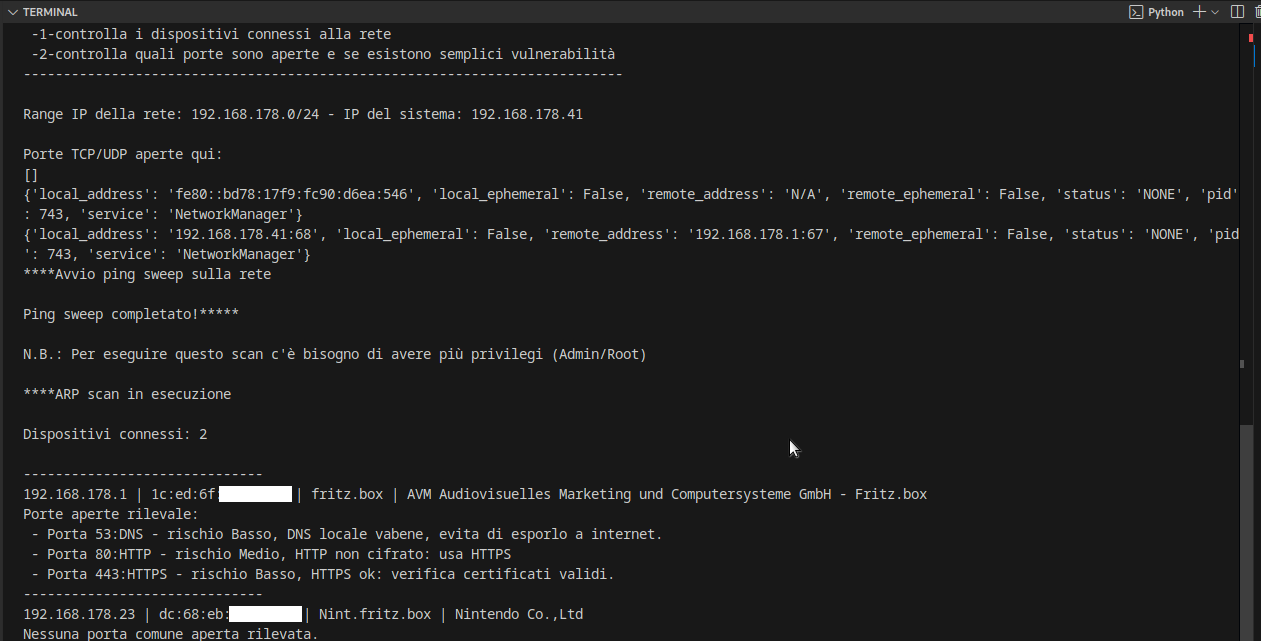 TERMINAL
Python
-1-controlla i dispositivi connessi alla rete
-2-controlla quali porte sono aperte e se esistono semplici vulnerabilità
---------------------------------------------------------------------------
Range IP della rete: 192.168.178.0/24 - IP del sistema: 192.168.178.41
Porte TCP/UDP aperte qui:
[]
{'local_address': 'fe80::bd78:17f9:fc90:d6ea:546', 'local_ephemeral': False, 'remote_address': 'N/A', 'remote_ephemeral': False, 'status': 'NONE', 'pid'
: 743, 'service': 'NetworkManager'}
{'local_address': '192.168.178.41:68', 'local_ephemeral': False, 'remote_address': '192.168.178.1:67', 'remote_ephemeral': False, 'status': 'NONE', 'pid
': 743, 'service': 'NetworkManager'}
****Avvio ping sweep sulla rete
Ping sweep completato!*****
N.B.: Per eseguire questo scan c'è bisogno di avere più privilegi (Admin/Root)
****ARP scan in esecuzione
Dispositivi connessi: 2
------------------------------
192.168.178.1 | 1c:ed:6f: | fritz.box | AVM Audiovisuelles Marketing und Computersysteme GmbH - Fritz.box
Porte aperte rilevale:
- Porta 53:DNS - rischio Basso, DNS locale vabene, evita di esporlo a internet.
- Porta 80:HTTP - rischio Medio, HTTP non cifrato: usa HTTPS
- Porta 443:HTTPS - rischio Basso, HTTPS ok: verifica certificati validi.
------------------------------
192.168.178.23 | dc:68:eb: | Nint.fritz.box | Nintendo Co.,Ltd
Nessuna porta comune aperta rilevata.